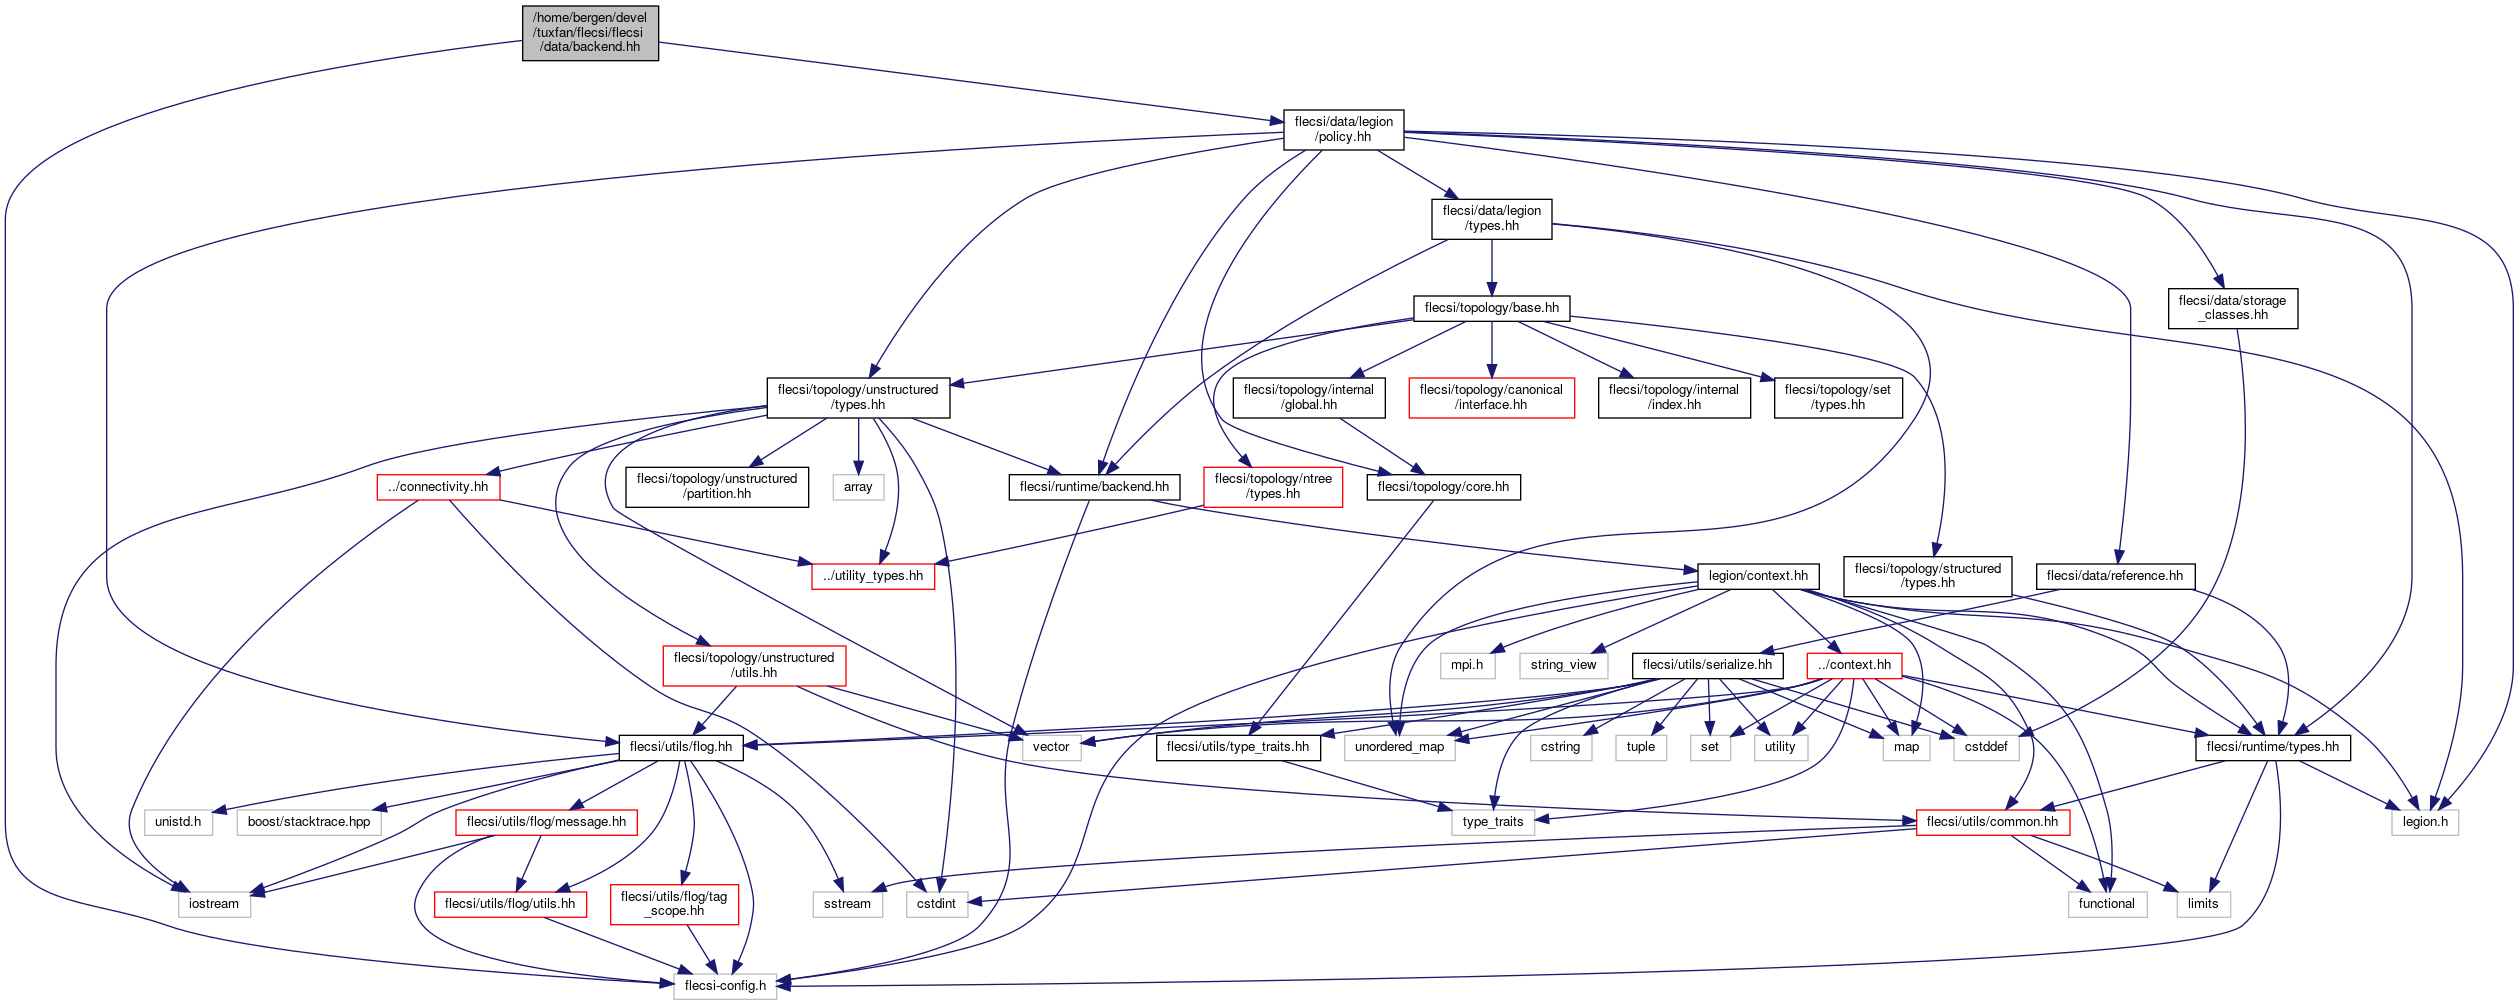 /home/bergen/devel
/tuxfan/flecsi/flecsi
/data/backend.hh
flecsi/data/legion
/policy.hh
flecsi/data/legion
/types.hh
flecsi/topology/base.hh
flecsi/data/storage
_classes.hh
flecsi/topology/unstructured
/types.hh
flecsi/topology/internal
/global.hh
flecsi/topology/canonical
/interface.hh
flecsi/topology/internal
/index.hh
flecsi/topology/set
/types.hh
../connectivity.hh
flecsi/topology/unstructured
/partition.hh
array
flecsi/runtime/backend.hh
flecsi/topology/ntree
/types.hh
flecsi/topology/core.hh
../utility_types.hh
legion/context.hh
flecsi/topology/structured
/types.hh
flecsi/data/reference.hh
flecsi/topology/unstructured
/utils.hh
mpi.h
string_view
flecsi/utils/serialize.hh
../context.hh
flecsi/utils/flog.hh
vector
flecsi/utils/type_traits.hh
unordered_map
cstring
tuple
set
utility
map
cstddef
flecsi/runtime/types.hh
unistd.h
boost/stacktrace.hpp
flecsi/utils/flog/message.hh
type_traits
flecsi/utils/common.hh
legion.h
iostream
flecsi/utils/flog/utils.hh
flecsi/utils/flog/tag
_scope.hh
sstream
cstdint
functional
limits
flecsi-config.h